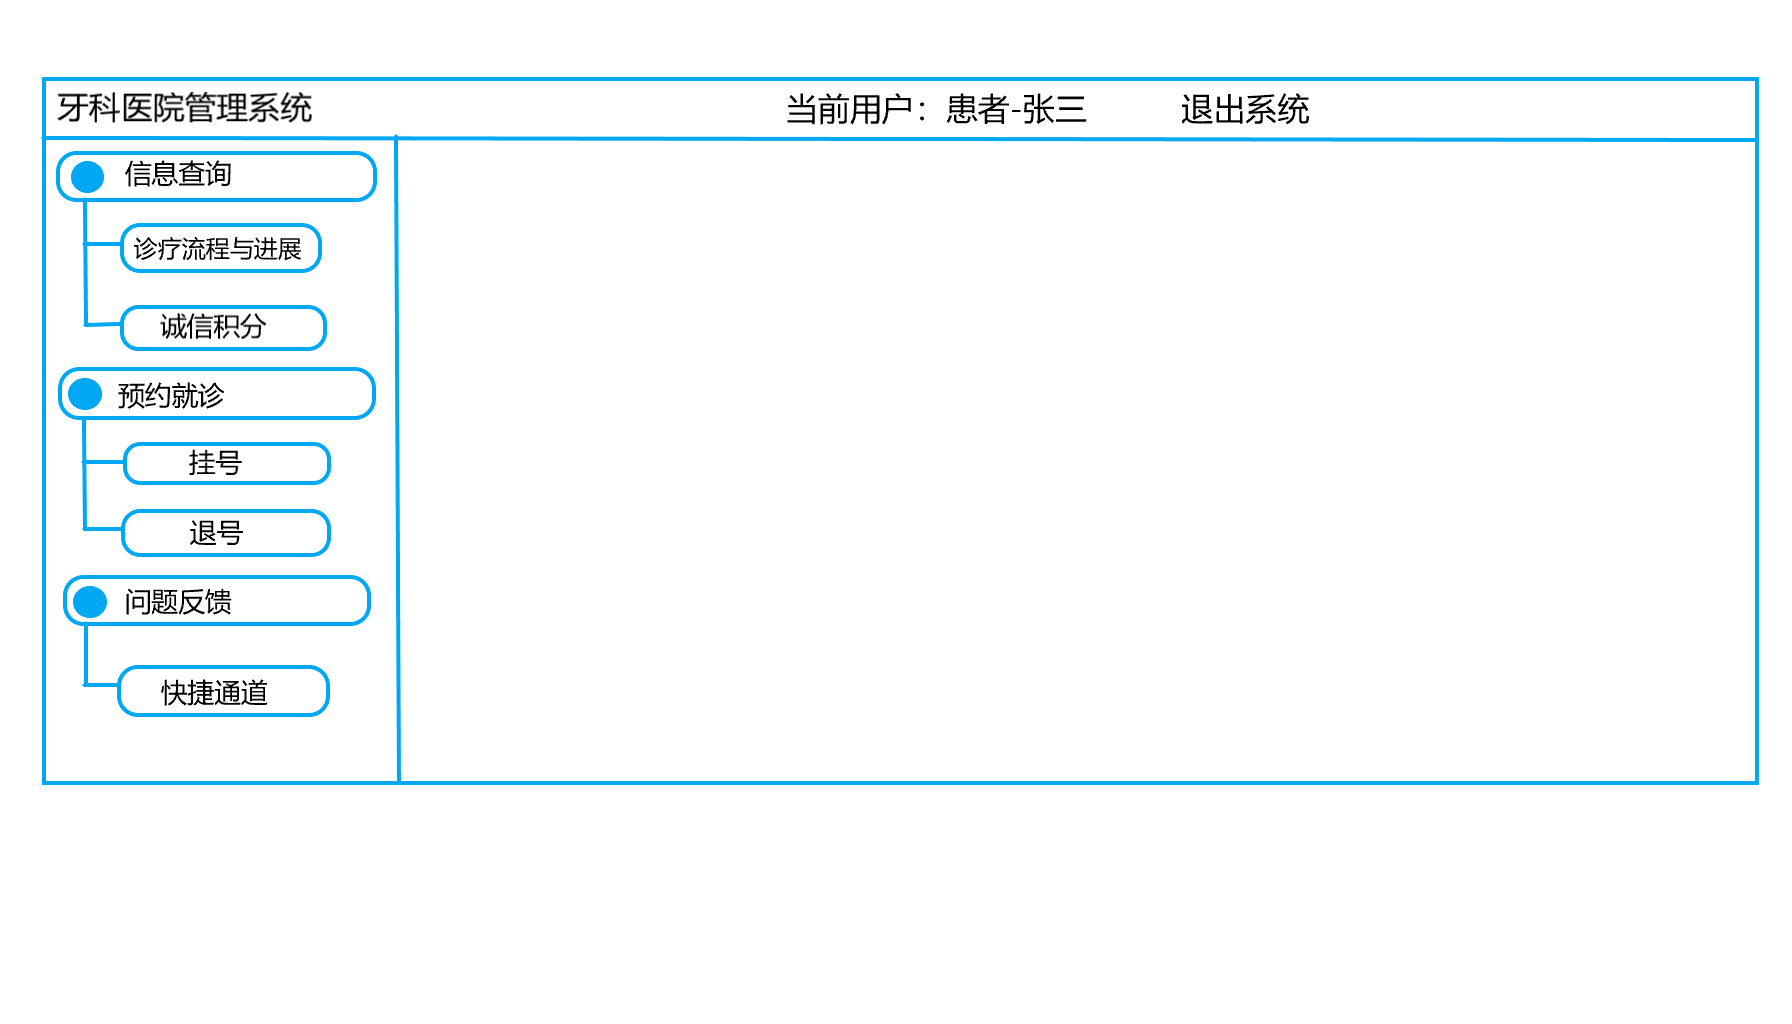 牙科医院管理系统
当前用户：患者-张三
退出系统
信息查询
诊疗流程与进展
诚信积分
预约就诊
挂号
退号
问题反馈
快捷通道